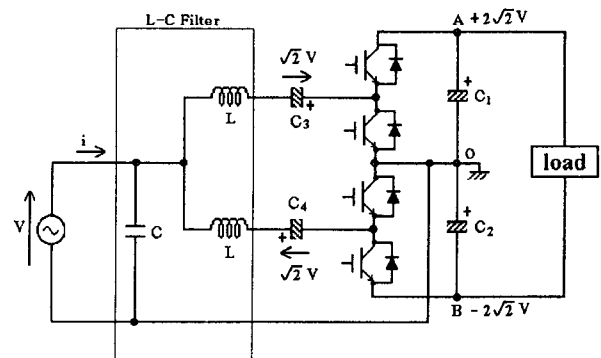 L-C Filter
A +2√2 V
√2 V
+
L
C₃
+
C₁
i
O
load
V
C
C₄
+
L
+
C₂
√2 V
B -2√2 V